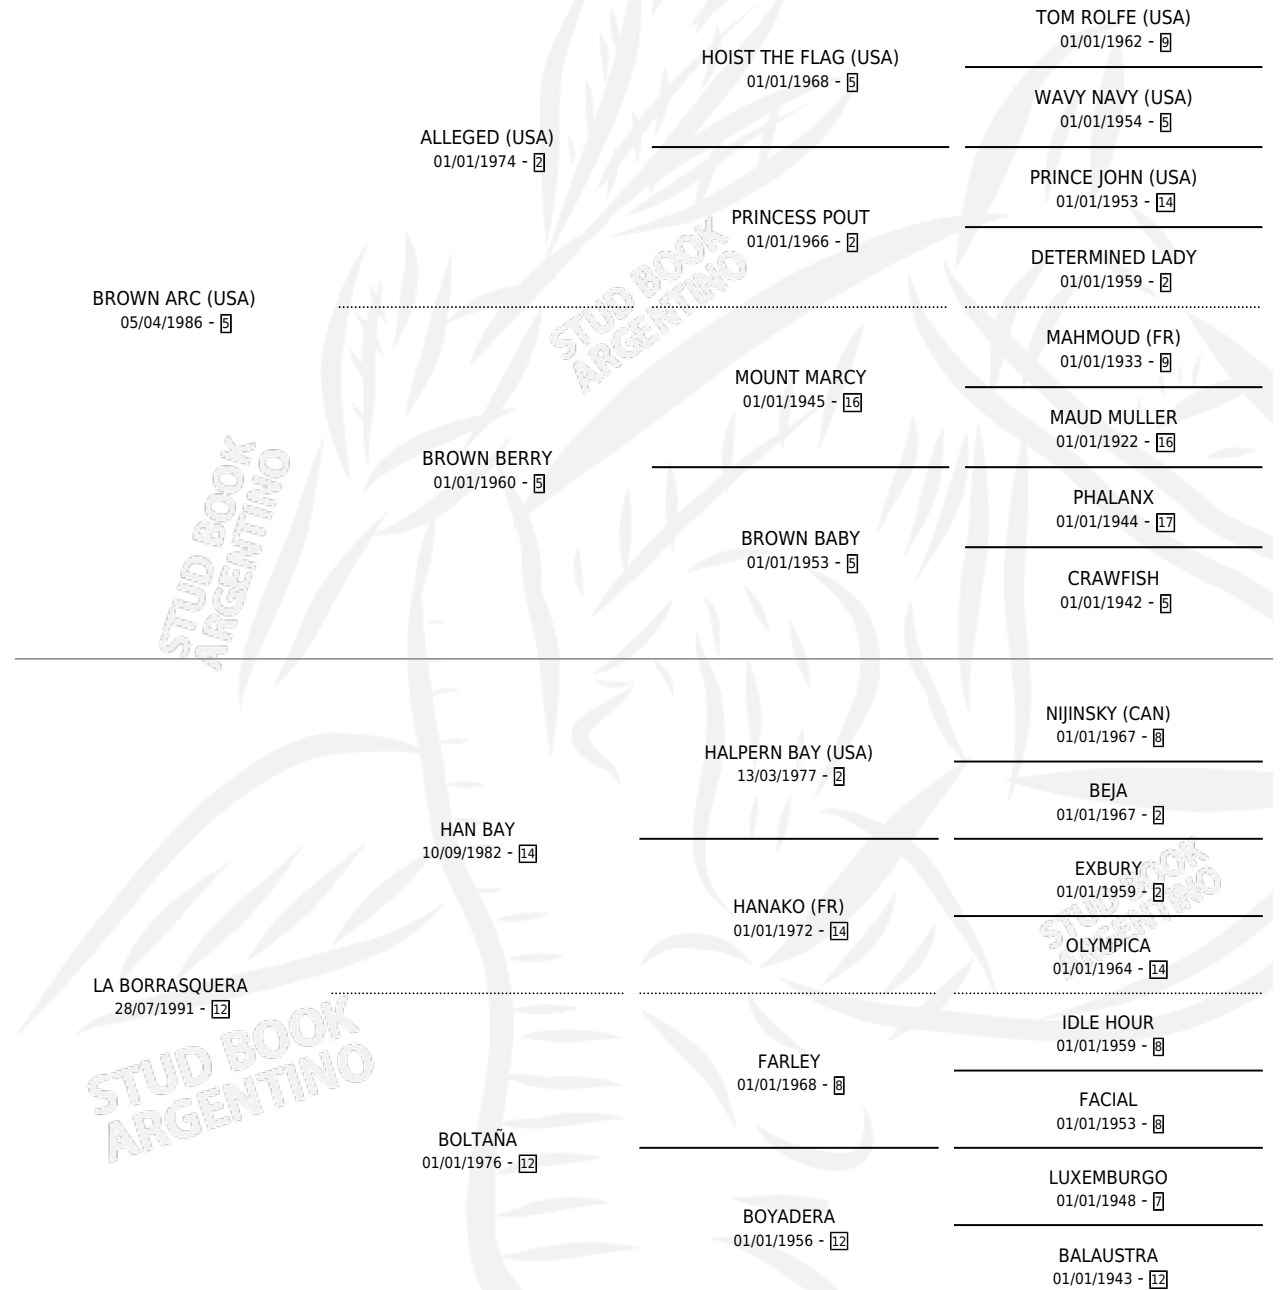 TOM ROLFE (USA)
01/01/1962 - 9
HOIST THE FLAG (USA)
01/01/1968 - 5
WAVY NAVY (USA)
01/01/1954 - 5
ALLEGED (USA)
01/01/1974 - 2
PRINCE JOHN (USA)
01/01/1953 - 14
PRINCESS POUT
01/01/1966 - 2
DETERMINED LADY
01/01/1959 - 2
BROWN ARC (USA)
05/04/1986 - 5
MAHMOUD (FR)
01/01/1933 - 9
MOUNT MARCY
01/01/1945 - 16
MAUD MULLER
01/01/1922 - 16
BROWN BERRY
01/01/1960 - 5
PHALANX
01/01/1944 - 17
BROWN BABY
01/01/1953 - 5
CRAWFISH
01/01/1942 - 5
NIJINSKY (CAN)
01/01/1967 - 8
HALPERN BAY (USA)
13/03/1977 - 2
BEJA
01/01/1967 - 2
HAN BAY
10/09/1982 - 14
EXBURY
01/01/1959 - 2
HANAKO (FR)
01/01/1972 - 14
OLYMPICA
01/01/1964 - 14
LA BORRASQUERA
28/07/1991 - 12
IDLE HOUR
01/01/1959 - 8
FARLEY
01/01/1968 - 8
FACIAL
01/01/1953 - 8
BOLTAÑA
01/01/1976 - 12
LUXEMBURGO
01/01/1948 - 7
BOYADERA
01/01/1956 - 12
BALAUSTRA
01/01/1943 - 12
STUD BOOK
ARGENTINO
STUD BOOK
ARGENTINO
STUD BOOK
ARGENTINO
STUD BOOK
ARGENTINO